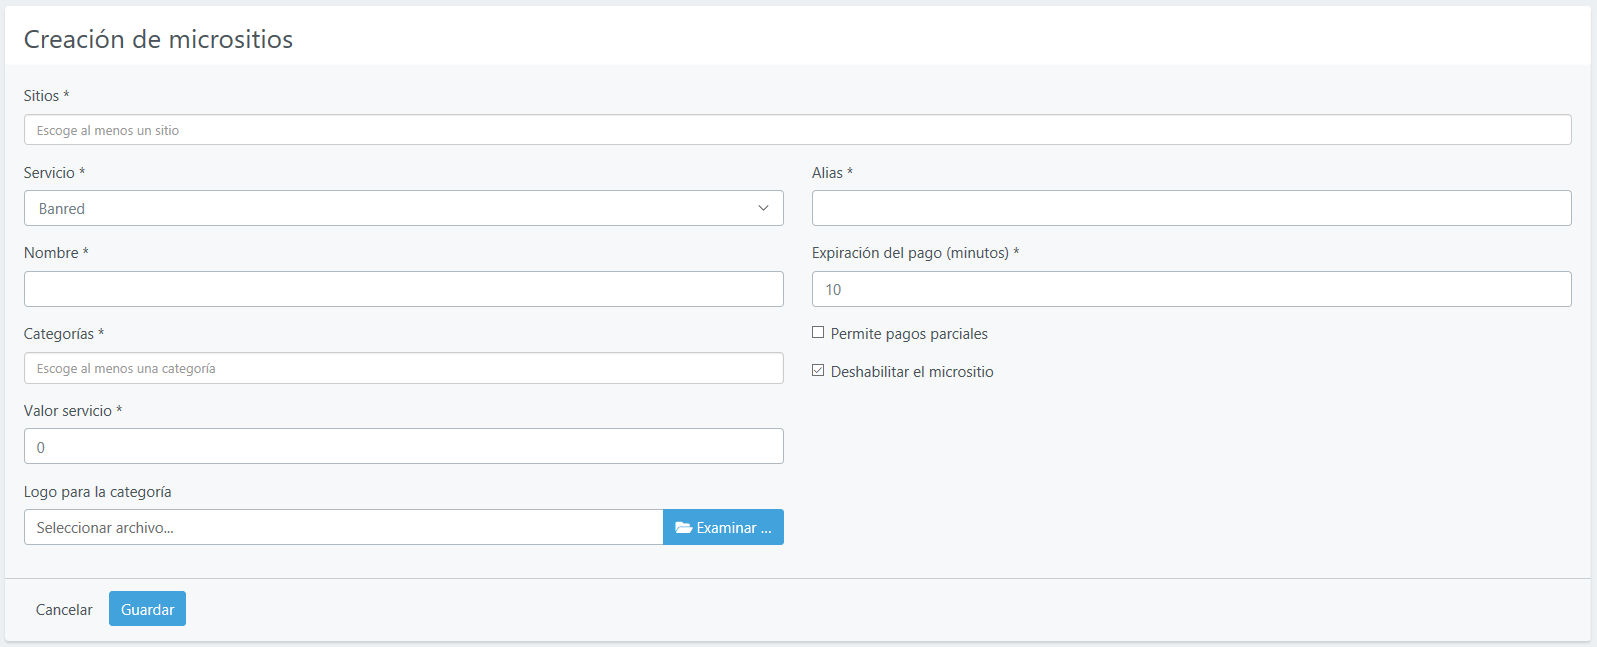 Creación de micrositios
Sitios *
Escoge al menos un sitio
Servicio *
Alias *
Banred
Nombre *
Expiración del pago (minutos) *
10
Categorías *
Permite pagos parciales
Escoge al menos una categoría
Deshabilitar el micrositio
Valor servicio *
0
Logo para la categoría
Seleccionar archivo...
Examinar ...
Cancelar
Guardar